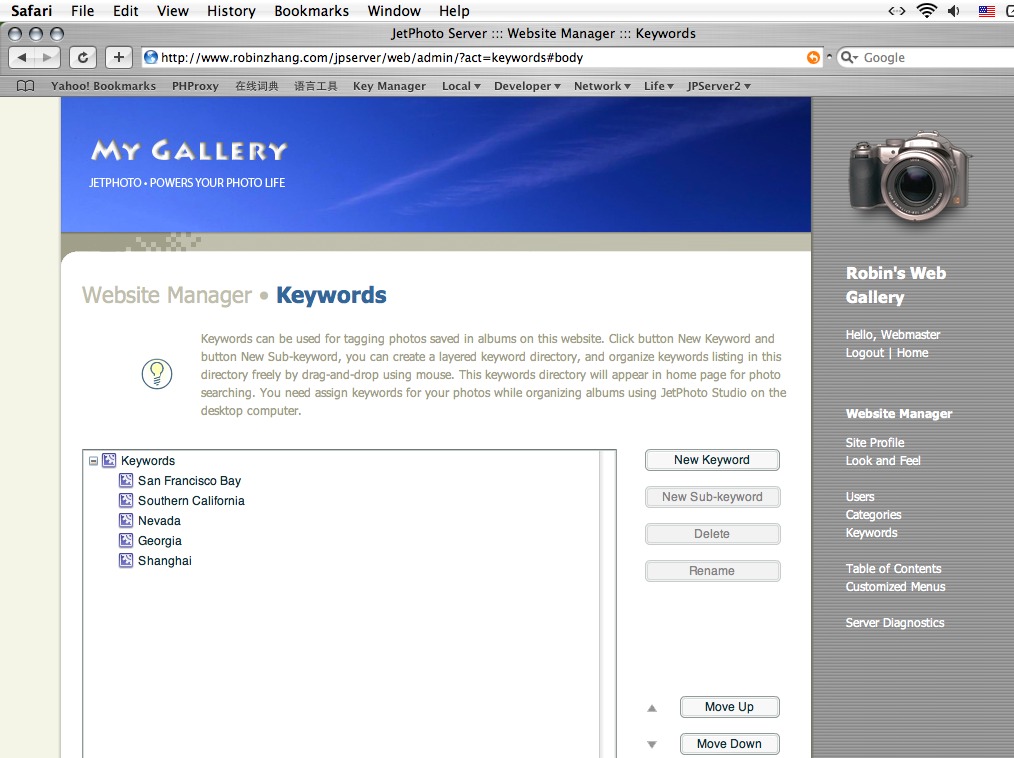 Safari File Edit View History Bookmarks Window Help
JetPhoto Server ::: Website Manager ::: Keywords
http://www.robinzhang.com/jpserver/web/admin/?act=keywords#body
Google
Yahoo! Bookmarks PHProxy 在线词典 语言工具 Key Manager Local Developer Network Life JPServer2
MY GALLERY
JETPHOTO • POWERS YOUR PHOTO LIFE
Website Manager • Keywords
Keywords can be used for tagging photos saved in albums on this website. Click button New Keyword and
button New Sub-keyword, you can create a layered keyword directory, and organize keywords listing in this
directory freely by drag-and-drop using mouse. This keywords directory will appear in home page for photo
searching. You need assign keywords for your photos while organizing albums using JetPhoto Studio on the
desktop computer.
Keywords
San Francisco Bay
Southern California
Nevada
Georgia
Shanghai
New Keyword
New Sub-keyword
Delete
Rename
Move Up
Move Down
Robin's Web
Gallery
Hello, Webmaster
Logout | Home
Website Manager
Site Profile
Look and Feel
Users
Categories
Keywords
Table of Contents
Customized Menus
Server Diagnostics